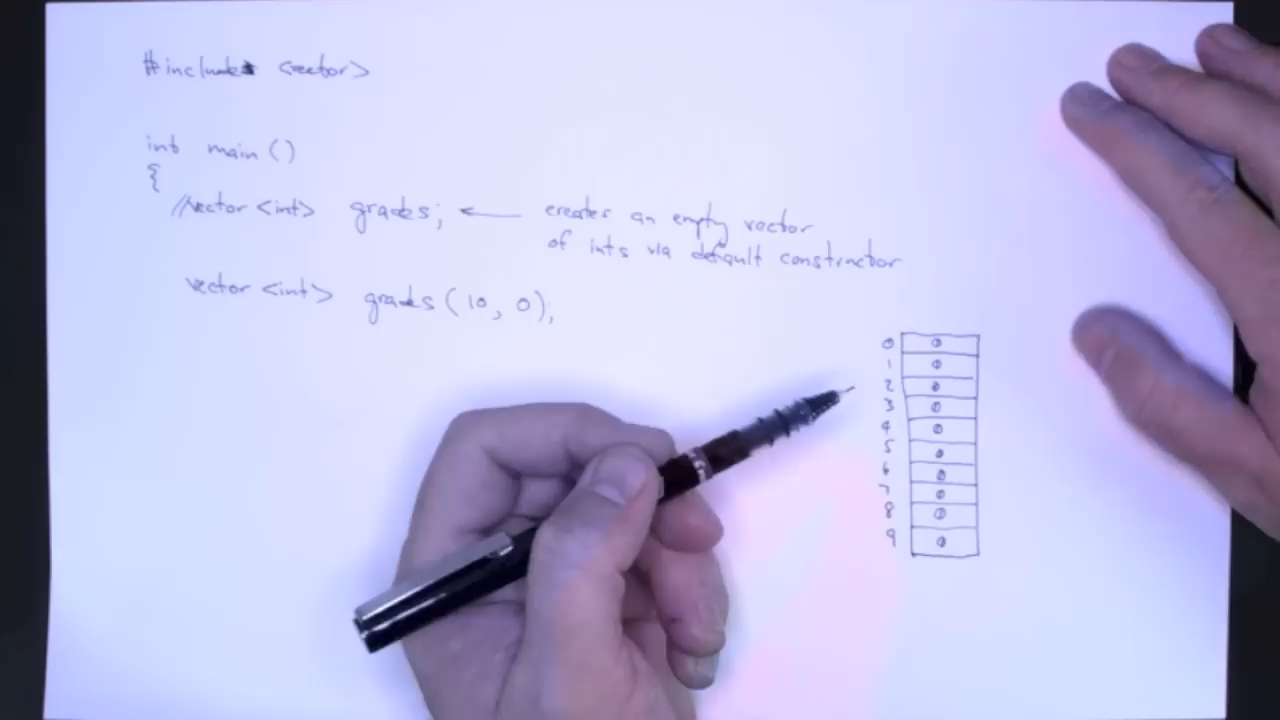 #include <vector>
int main ()
{
//vector <int> grades; ← creates an empty vector
of ints via default constructor
vector <int> grades (10, 0);
0 0
1 0
2 0
3 0
4 0
5 0
6 0
7 0
8 0
9 0